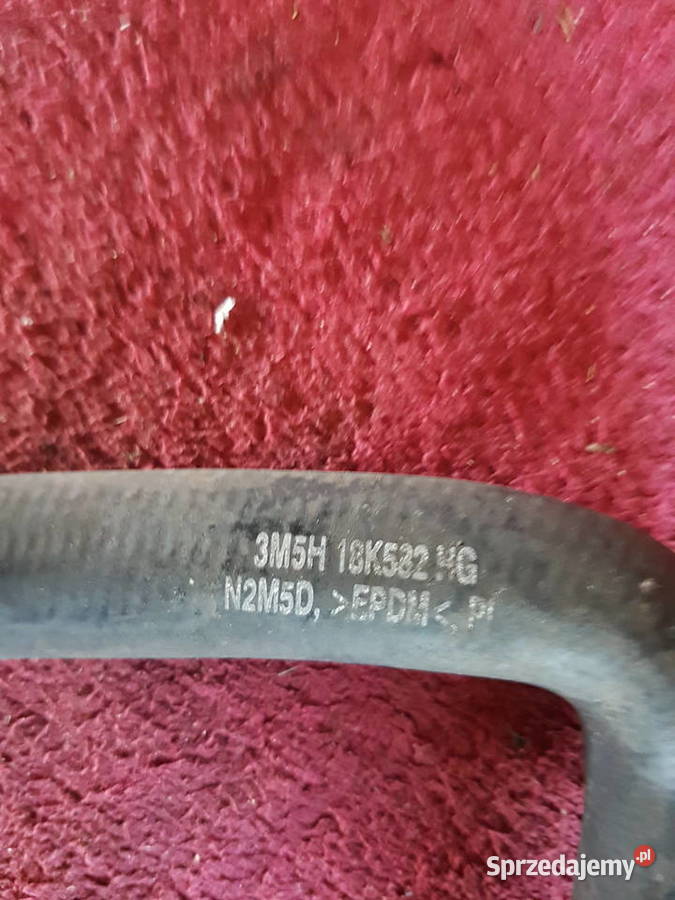 3M5H 18K582 HG
N2M5D, >EPDM<,
Sprzedajemy.pl